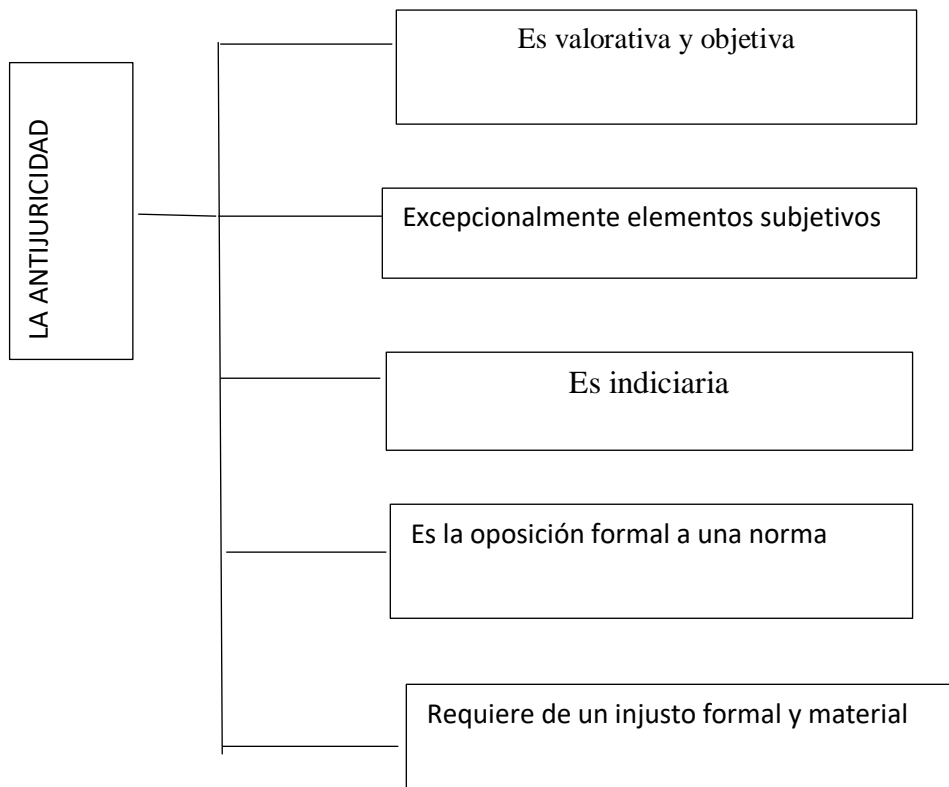 LA ANTIJURICIDAD
Es valorativa y objetiva
Excepcionalmente elementos subjetivos
Es indiciaria
Es la oposición formal a una norma
Requiere de un injusto formal y material